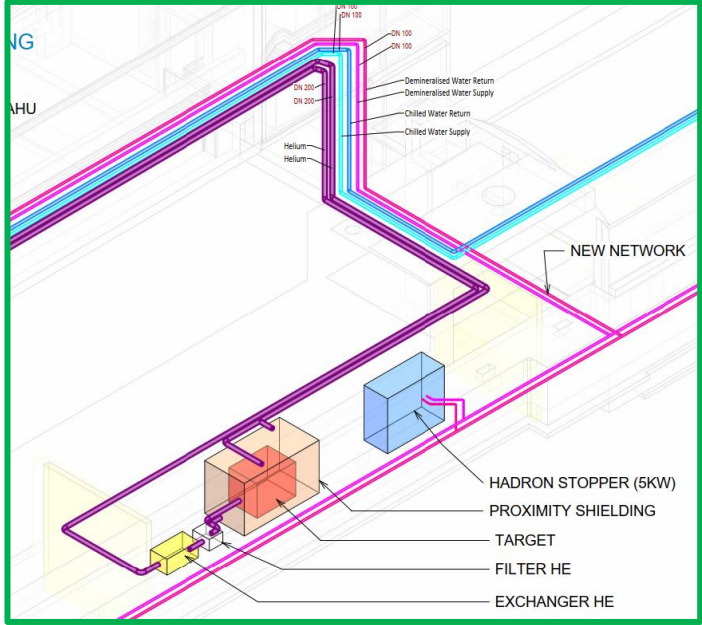 DN 100
DN 100
NG
DN 100
DN 100
AHU
Demineralised Water Return
DN 200
Demineralised Water Supply
DN 200
Chilled Water Return
Chilled Water Supply
Helium
Helium
NEW NETWORK
HADRON STOPPER (5KW)
PROXIMITY SHIELDING
TARGET
FILTER HE
EXCHANGER HE